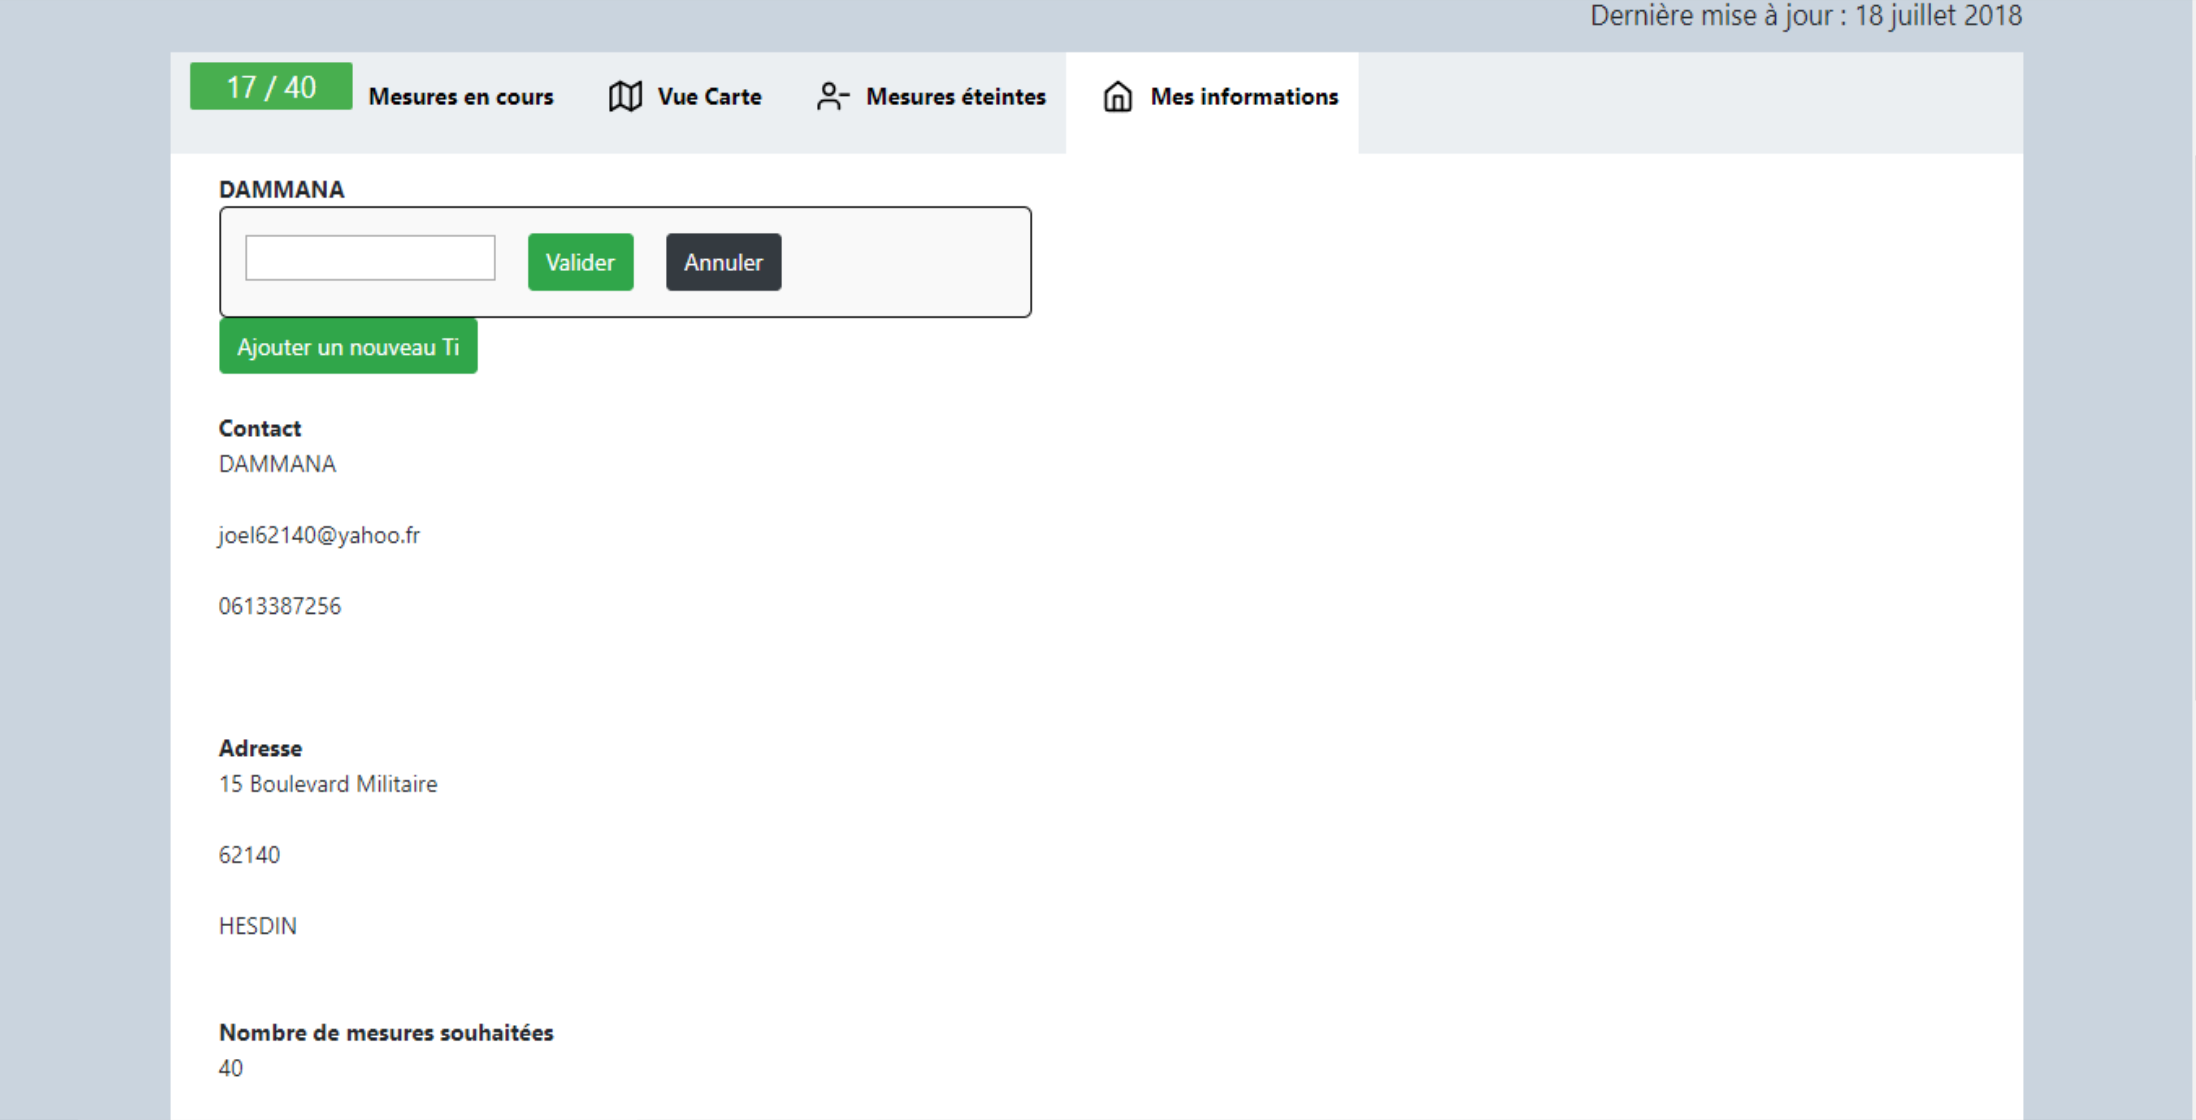 Dernière mise à jour : 18 juillet 2018
17 / 40 Mesures en cours Vue Carte Mesures éteintes Mes informations
DAMMANA
Valider Annuler
Ajouter un nouveau Ti
Contact
DAMMANA
joel62140@yahoo.fr
0613387256
Adresse
15 Boulevard Militaire
62140
HESDIN
Nombre de mesures souhaitées
40